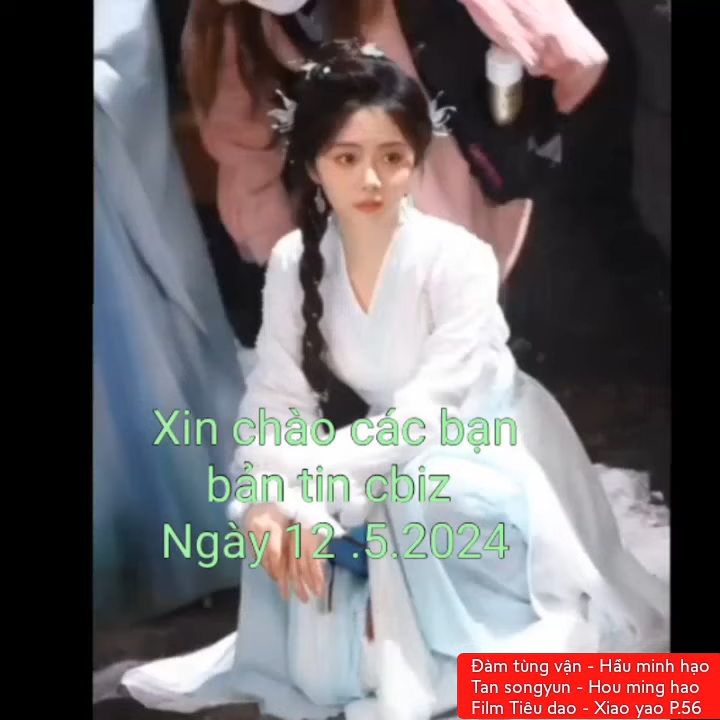 Xin chào các bạn
bản tin cbiz
Ngày 12 .5.2024
Đàm tùng vận - Hầu minh hạo
Tan songyun - Hou ming hao
Film Tiêu dao - Xiao yao P.56